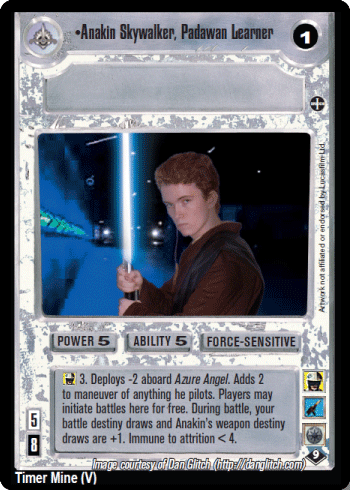 •Anakin Skywalker, Padawan Learner
1
Artwork not affiliated or endorsed by Lucasfilm Ltd.
POWER 5
ABILITY 5
FORCE-SENSITIVE
3. Deploys -2 aboard Azure Angel. Adds 2
to maneuver of anything he pilots. Players may
initiate battles here for free. During battle, your
battle destiny draws and Anakin's weapon destiny
draws are +1. Immune to attrition < 4.
5
8
9
Image courtesy of Dan Glitch (http://danglitch.com)
Timer Mine (V)